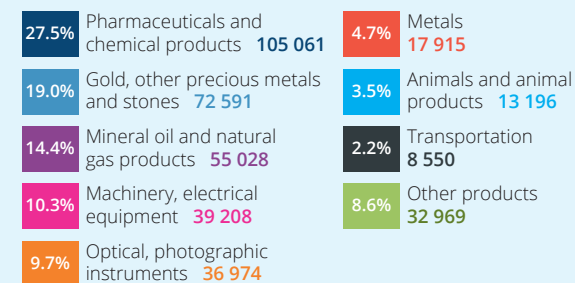 27.5% Pharmaceuticals and
chemical products 105 061
19.0% Gold, other precious metals
and stones 72 591
14.4% Mineral oil and natural
gas products 55 028
10.3% Machinery, electrical
equipment 39 208
9.7% Optical, photographic
instruments 36 974
4.7% Metals
17 915
3.5% Animals and animal
products 13 196
2.2% Transportation
8 550
8.6% Other products
32 969